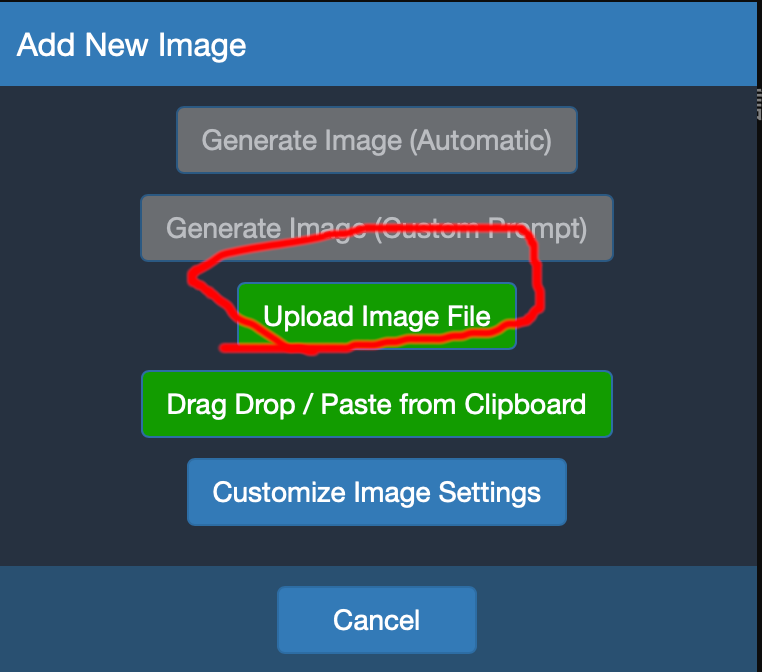 Add New Image
Generate Image (Automatic)
Generate Image (Custom Prompt)
Upload Image File
Drag Drop / Paste from Clipboard
Customize Image Settings
Cancel